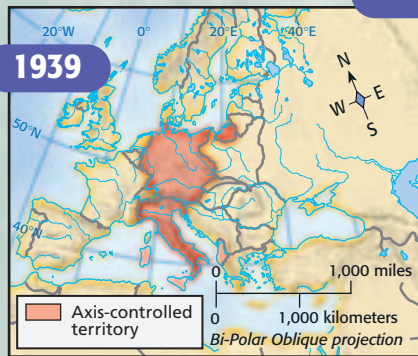 20°W 0° 20°E 40°E
1939
N
W E
S
50°N
40°N
0 1,000 miles
0 1,000 kilometers
Bi-Polar Oblique projection
Axis-controlled
territory